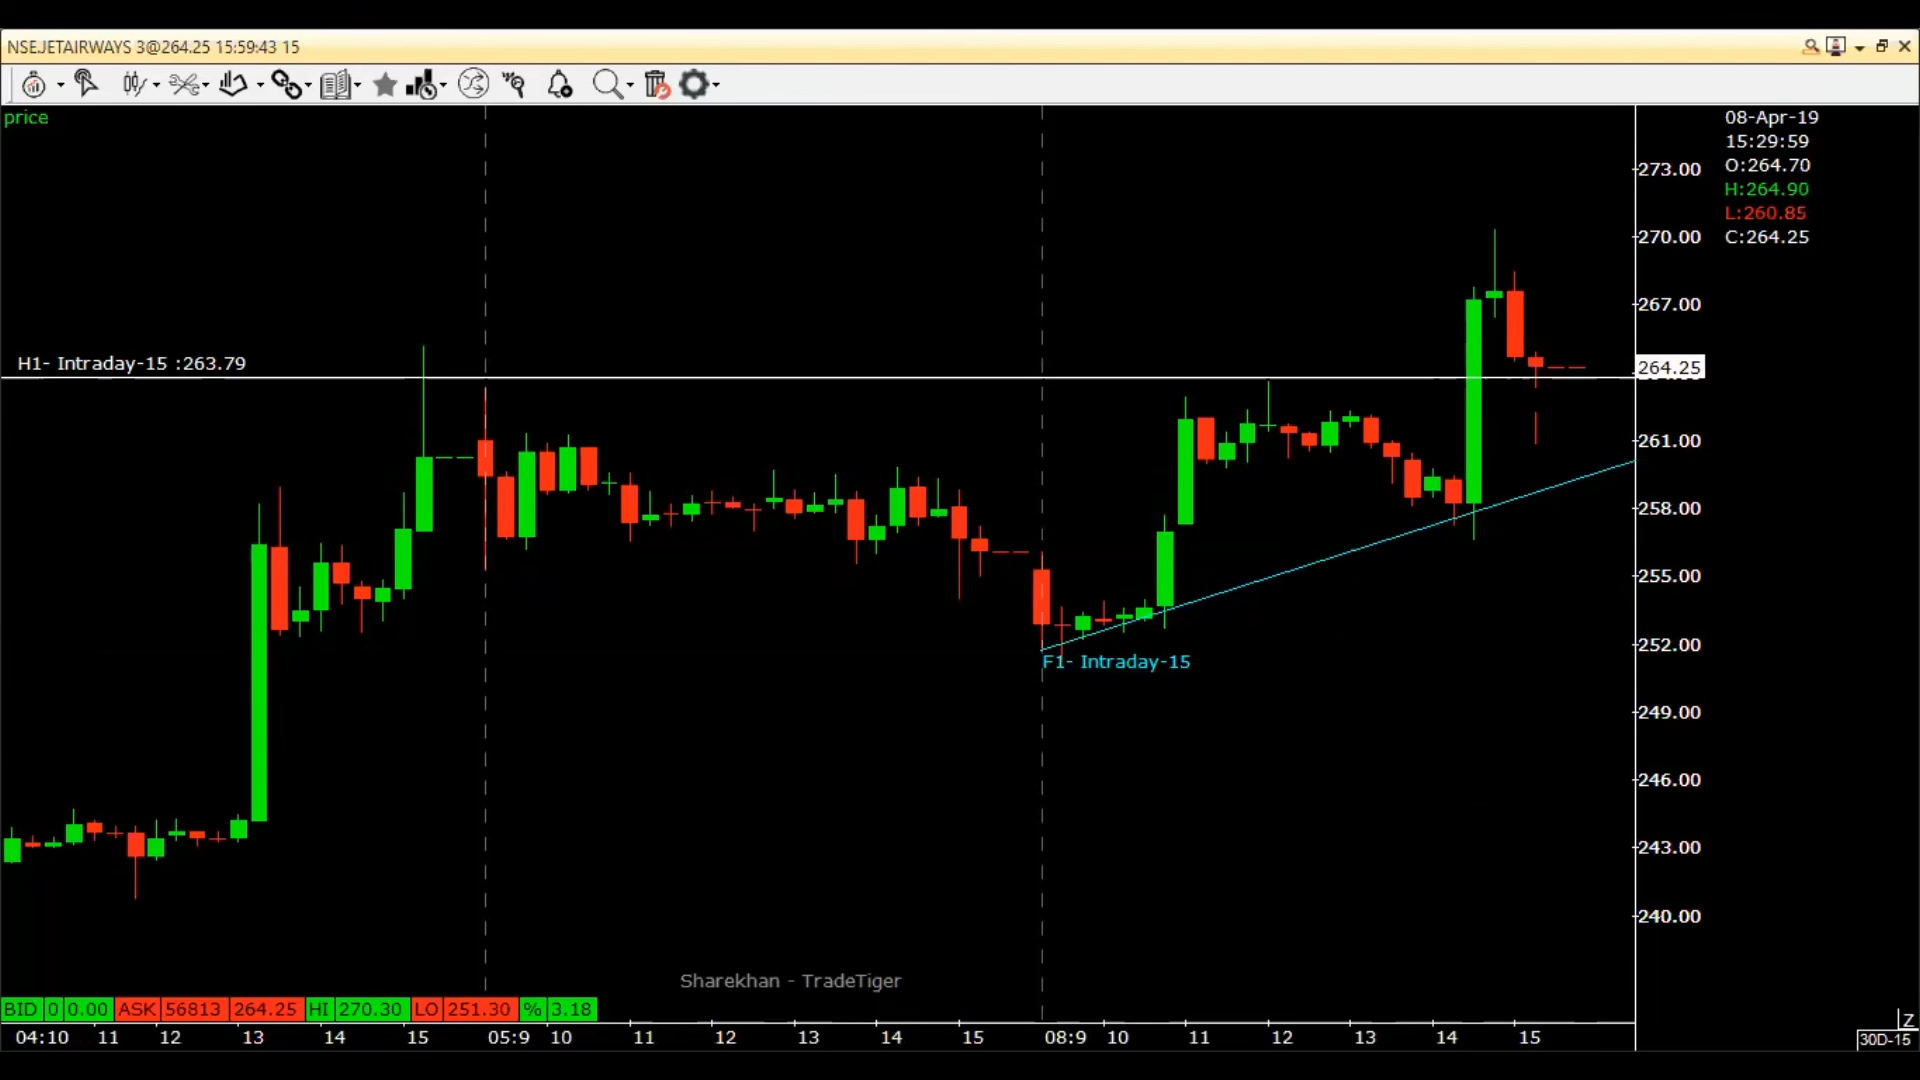 NSEJETAIRWAYS 3@264.25 15:59:43 15
price
08-Apr-19
15:29:59
O:264.70
H:264.90
L:260.85
C:264.25
273.00
270.00
267.00
H1- Intraday-15 :263.79
264.25
261.00
258.00
255.00
252.00
F1- Intraday-15
249.00
246.00
243.00
240.00
Sharekhan - TradeTiger
BID 0 0.00 ASK 56813 264.25 HI 270.30 LO 251.30 % 3.18
04:10 11 12 13 14 15 05:9 10 11 12 13 14 15 08:9 10 11 12 13 14 15
Z
30D-15